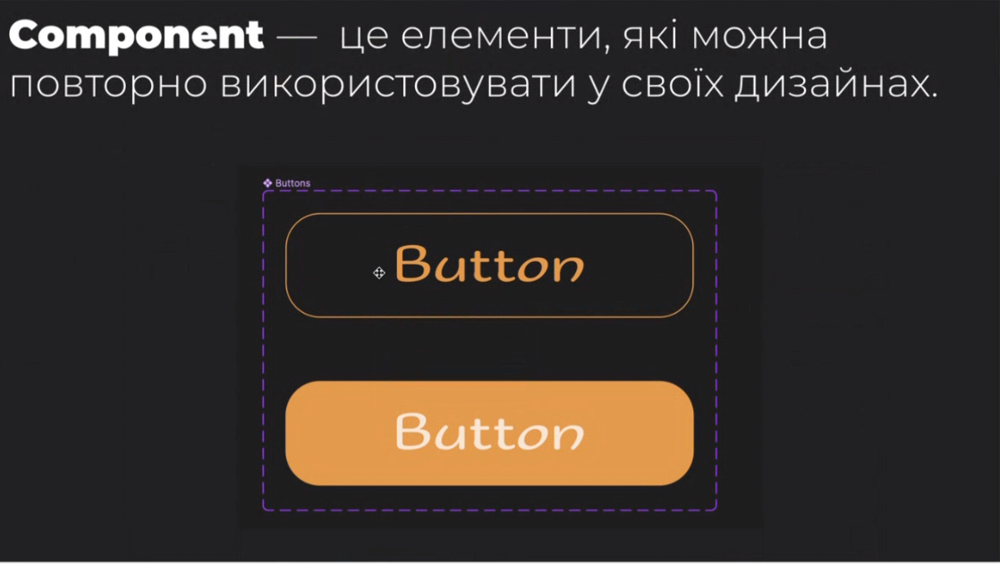 Component — це елементи, які можна
повторно використовувати у своїх дизайнах.
Buttons
Button
Button